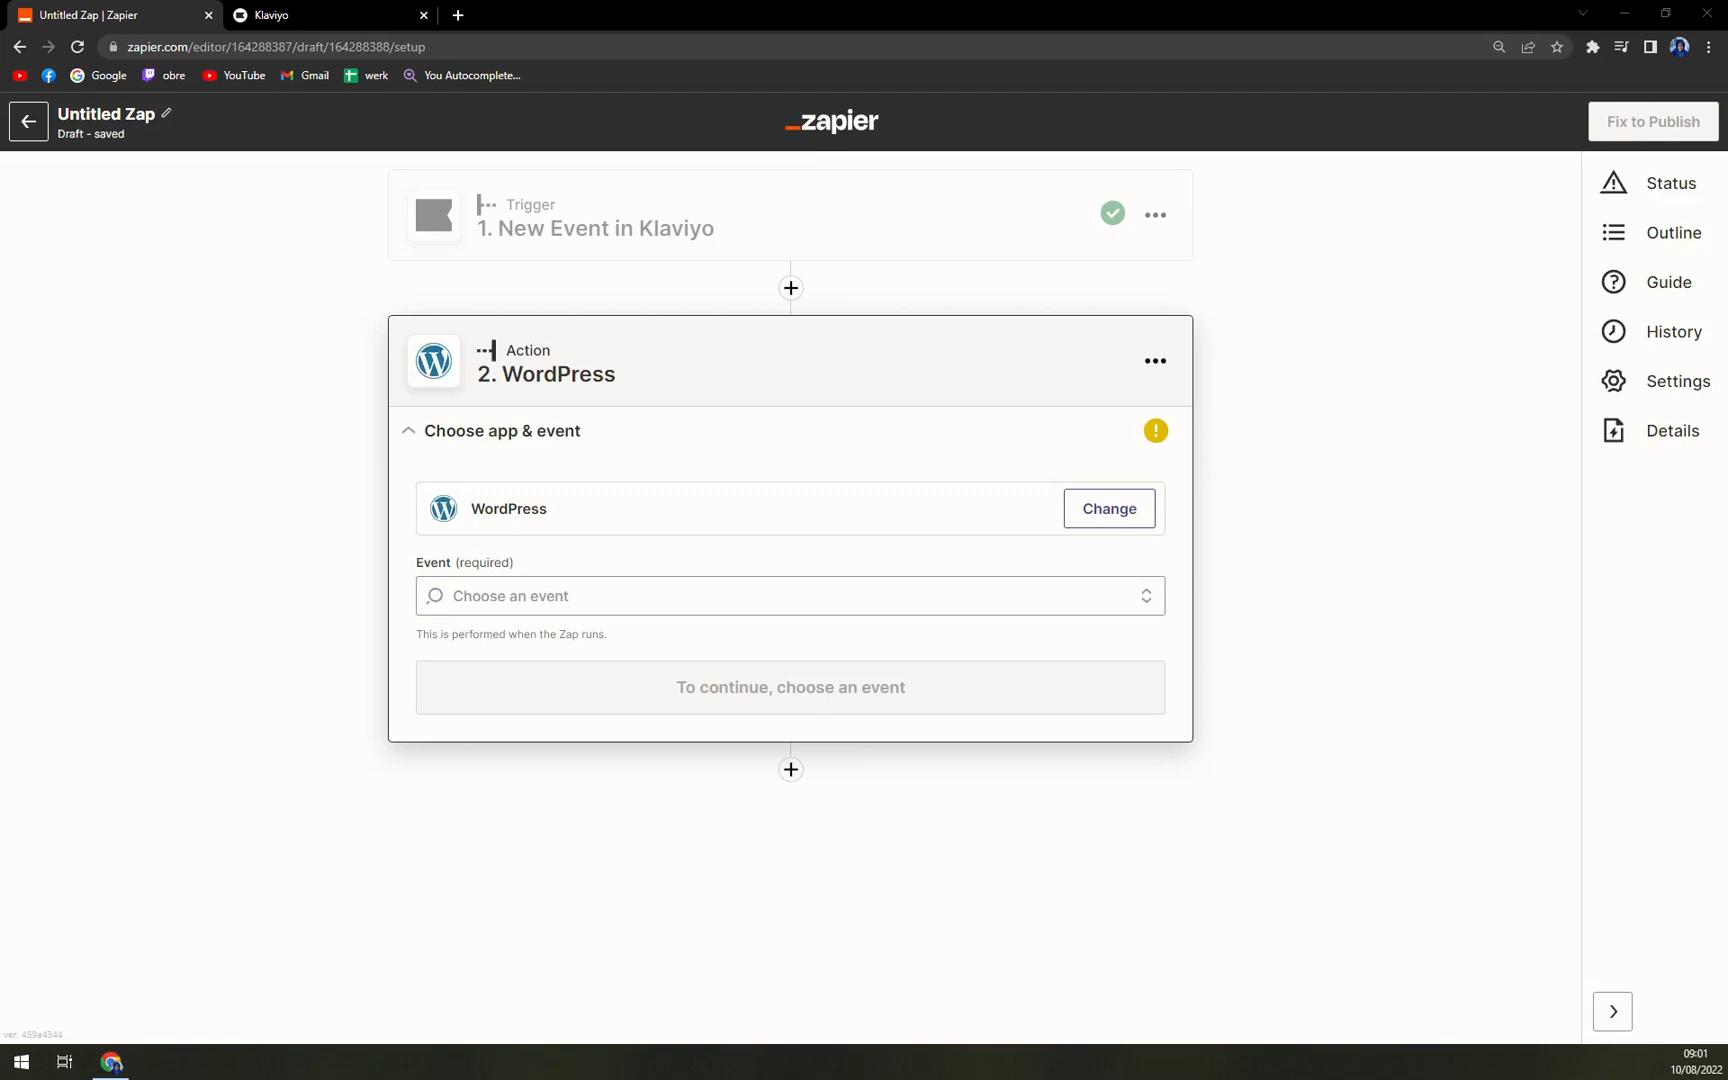 Untitled Zap | Zapier
Klaviyo
zapier.com/editor/164288387/draft/164288388/setup
Google
obre
YouTube
Gmail
werk
You Autocomplete...
Untitled Zap
Draft - saved
zapier
Fix to Publish
Trigger
1. New Event in Klaviyo
Status
Outline
Guide
History
Settings
Details
Action
2. WordPress
Choose app & event
WordPress
Change
Event (required)
Choose an event
This is performed when the Zap runs.
To continue, choose an event
ver. 459e4344
09:01
10/08/2022